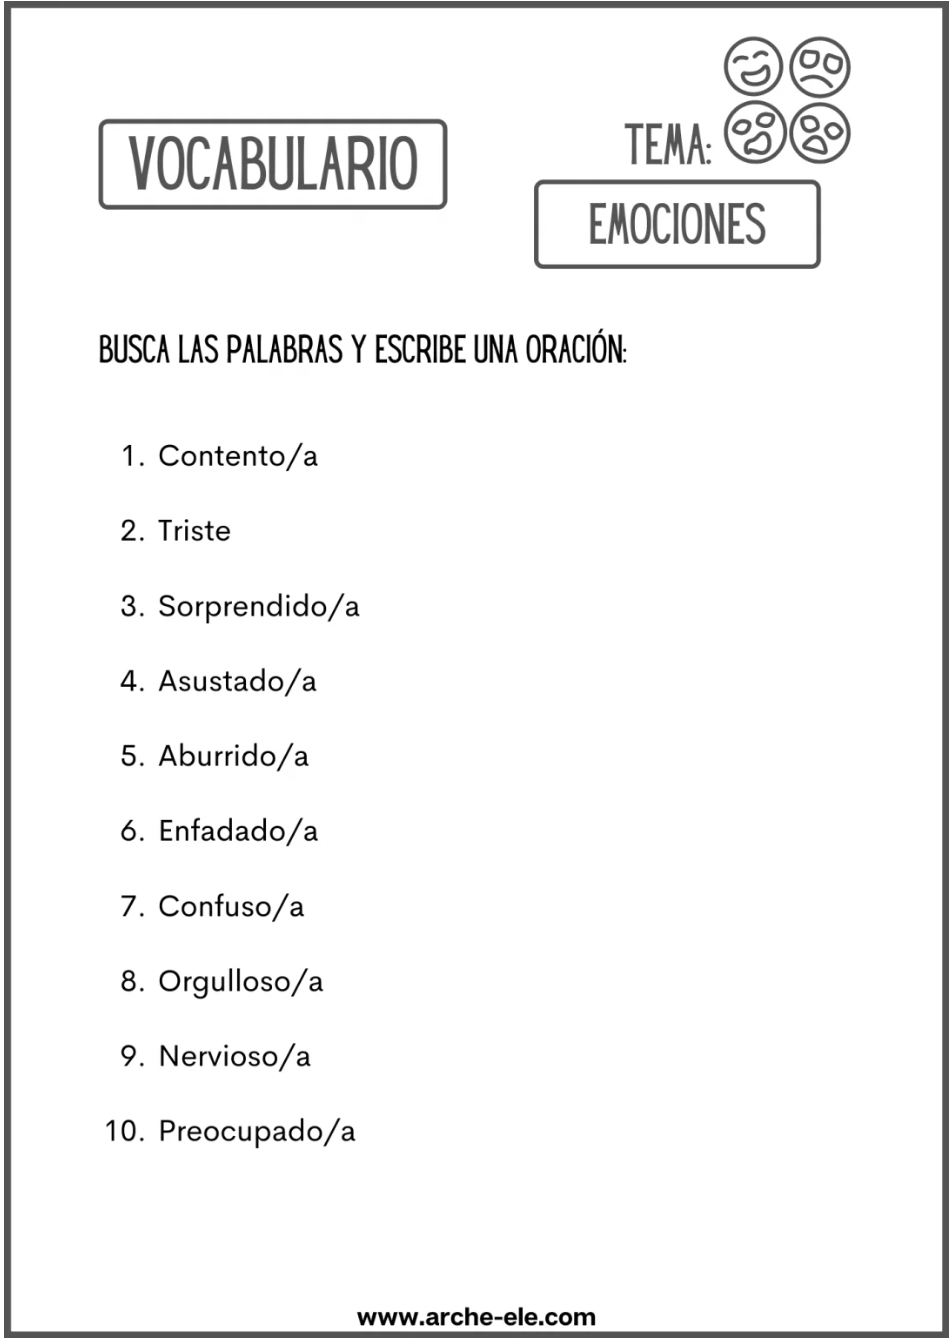 VOCABULARIO
TEMA:
EMOCIONES
BUSCA LAS PALABRAS Y ESCRIBE UNA ORACIÓN:
1. Contento/a
2. Triste
3. Sorprendido/a
4. Asustado/a
5. Aburrido/a
6. Enfadado/a
7. Confuso/a
8. Orgulloso/a
9. Nervioso/a
10. Preocupado/a
www.arche-ele.com